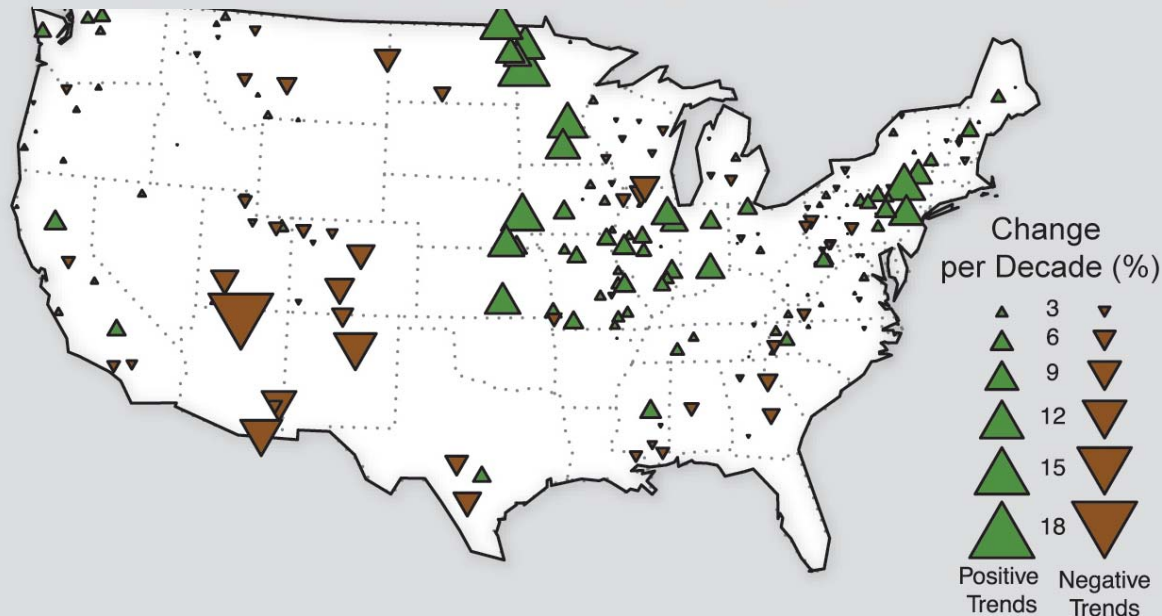 Change
per Decade (%)
3
6
9
12
15
18
Positive Negative
Trends Trends